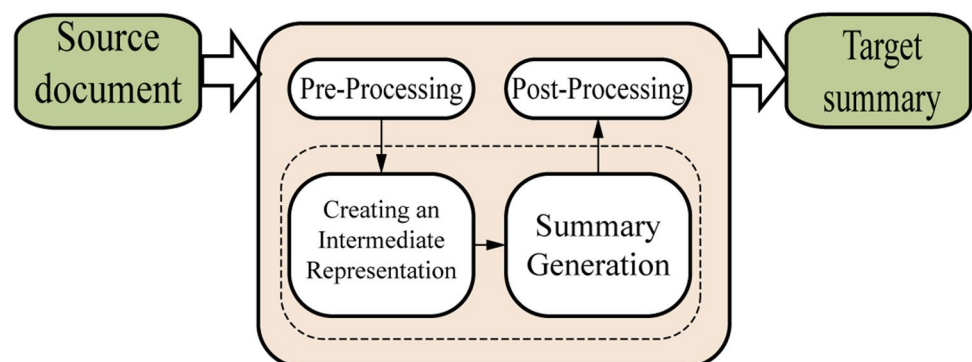 Source
document
Pre-Processing
Creating an
Intermediate
Representation
Summary
Generation
Post-Processing
Target
summary